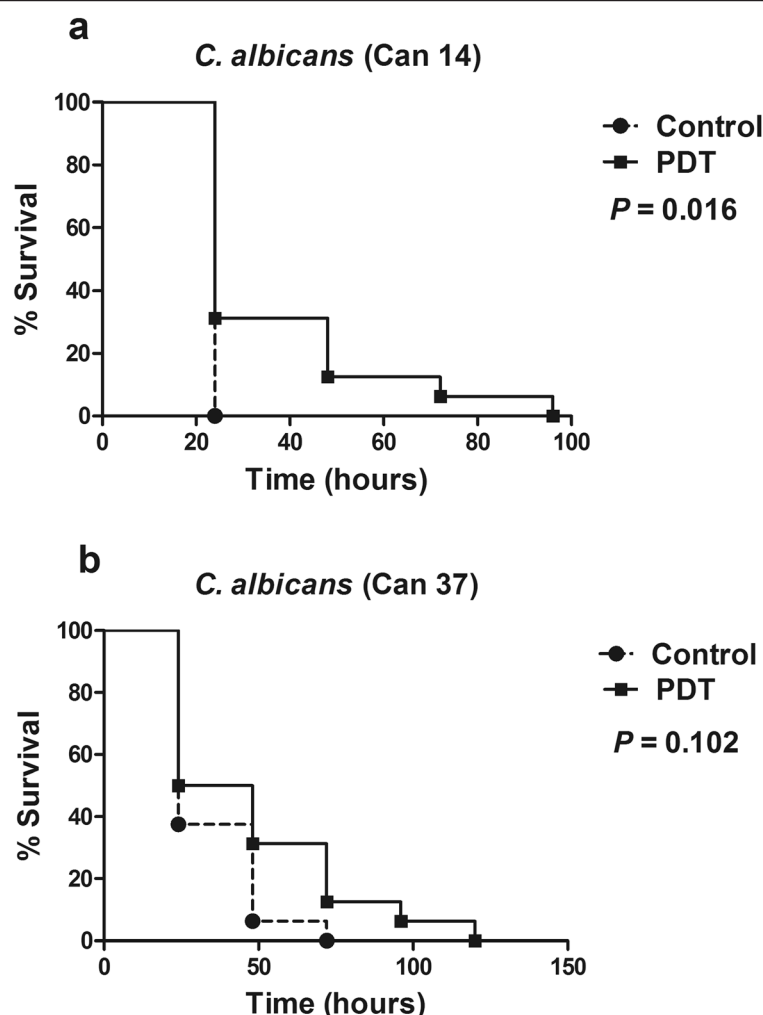 a
C. albicans (Can 14)
100
80
60
40
20
0
% Survival
0 20 40 60 80 100
Time (hours)
Control
PDT
P = 0.016
b
C. albicans (Can 37)
100
80
60
40
20
0
% Survival
0 50 100 150
Time (hours)
Control
PDT
P = 0.102